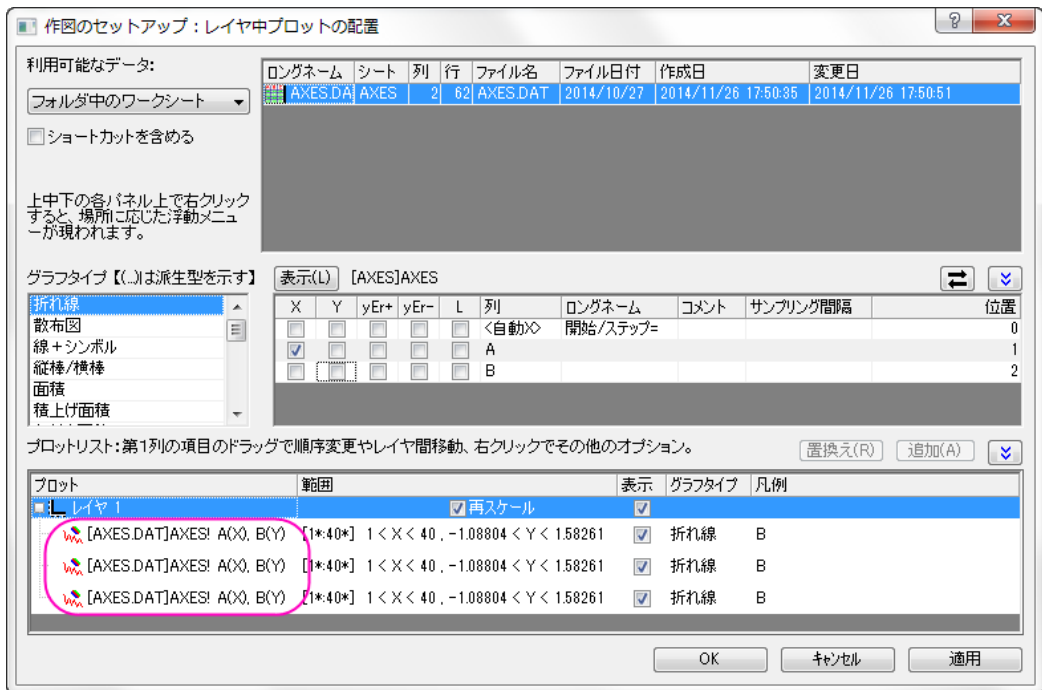 作図のセットアップ：レイヤ中プロットの配置
利用可能なデータ:
フォルダ中のワークシート
ショートカットを含める
上中下の各パネル上で右クリック
すると、場所に応じた浮動メニュ
ーが現われます。
ロングネーム シート 列 行 ファイル名 ファイル日付 作成日 変更日
AXES.DA AXES 2 62 AXES.DAT 2014/10/27 2014/11/26 17:50:35 2014/11/26 17:50:51
グラフタイプ【(...)は派生型を示す】
折れ線
散布図
線＋シンボル
縦棒/横棒
面積
積上げ面積
表示(L) [AXES]AXES
X Y yEr+ yEr- L 列 ロングネーム コメント サンプリング間隔 位置
<自動X> 開始/ステップ= 0
A 1
B 2
プロットリスト：第1列の項目のドラッグで順序変更やレイヤ間移動、右クリックでその他のオプション。
置換え(R) 追加(A)
プロット 範囲 表示 グラフタイプ 凡例
レイヤ 1 再スケール
[AXES.DAT]AXES! A(X), B(Y) [1*:40*] 1 < X < 40 , -1.08804 < Y < 1.58261 折れ線 B
[AXES.DAT]AXES! A(X), B(Y) [1*:40*] 1 < X < 40 , -1.08804 < Y < 1.58261 折れ線 B
[AXES.DAT]AXES! A(X), B(Y) [1*:40*] 1 < X < 40 , -1.08804 < Y < 1.58261 折れ線 B
OK キャンセル 適用